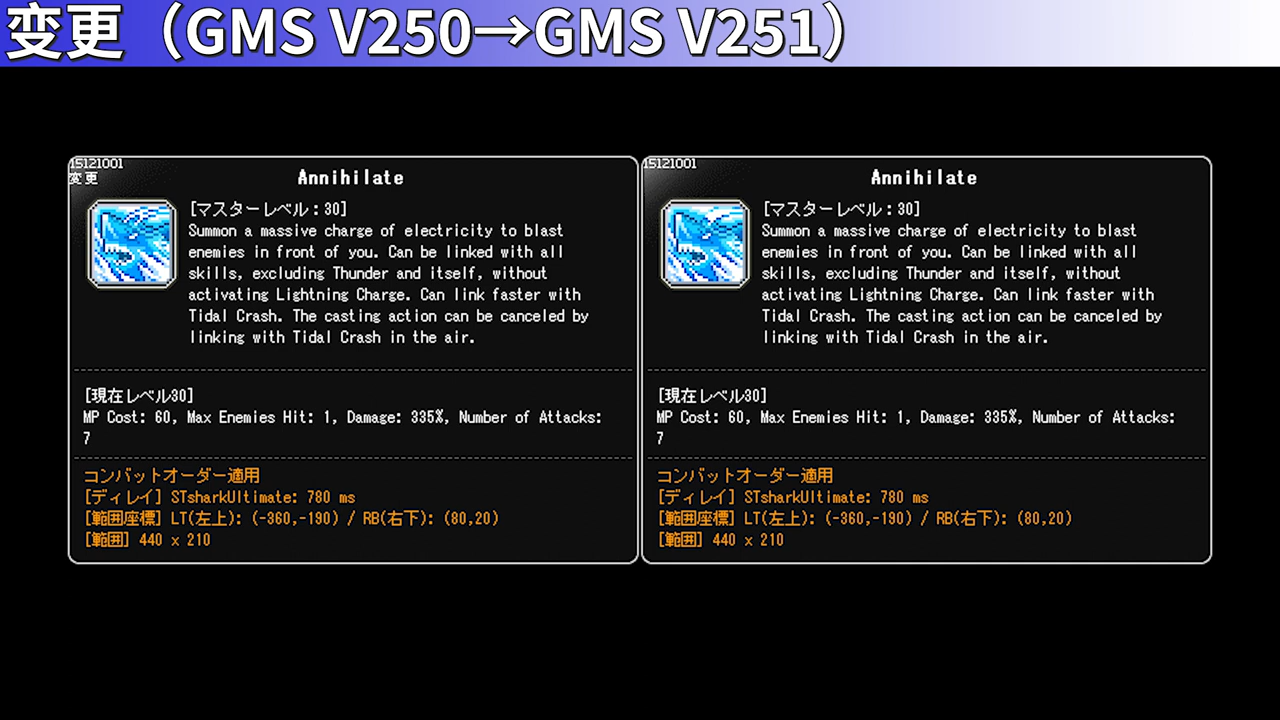 変更（GMS V250→GMS V251）
15121001
変更
Annihilate
[マスターレベル：30]
Summon a massive charge of electricity to blast
enemies in front of you. Can be linked with all
skills, excluding Thunder and itself, without
activating Lightning Charge. Can link faster with
Tidal Crash. The casting action can be canceled by
linking with Tidal Crash in the air.
[現在レベル30]
MP Cost: 60, Max Enemies Hit: 1, Damage: 335%, Number of Attacks:
7
コンバットオーダー適用
[ディレイ] STsharkUltimate: 780 ms
[範囲座標] LT(左上): (-360,-190) / RB(右下): (80,20)
[範囲] 440 x 210
15121001
Annihilate
[マスターレベル：30]
Summon a massive charge of electricity to blast
enemies in front of you. Can be linked with all
skills, excluding Thunder and itself, without
activating Lightning Charge. Can link faster with
Tidal Crash. The casting action can be canceled by
linking with Tidal Crash in the air.
[現在レベル30]
MP Cost: 60, Max Enemies Hit: 1, Damage: 335%, Number of Attacks:
7
コンバットオーダー適用
[ディレイ] STsharkUltimate: 780 ms
[範囲座標] LT(左上): (-360,-190) / RB(右下): (80,20)
[範囲] 440 x 210